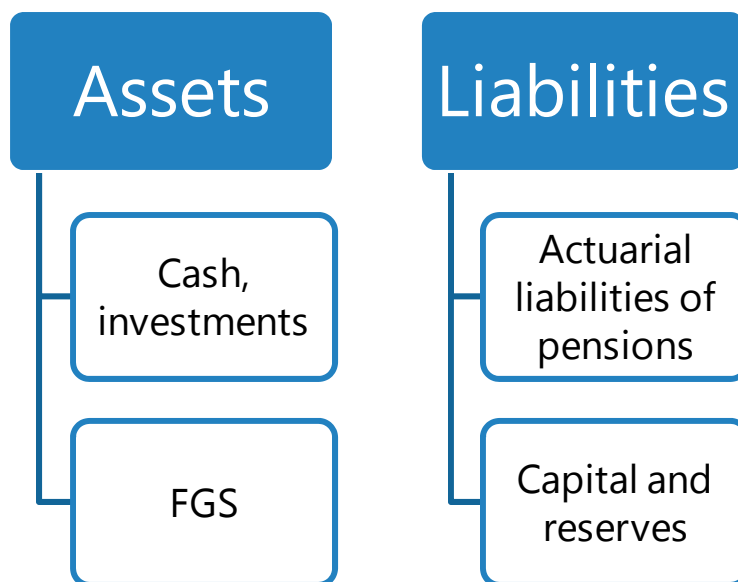 Assets
Cash,
investments
FGS
Liabilities
Actuarial
liabilities of
pensions
Capital and
reserves